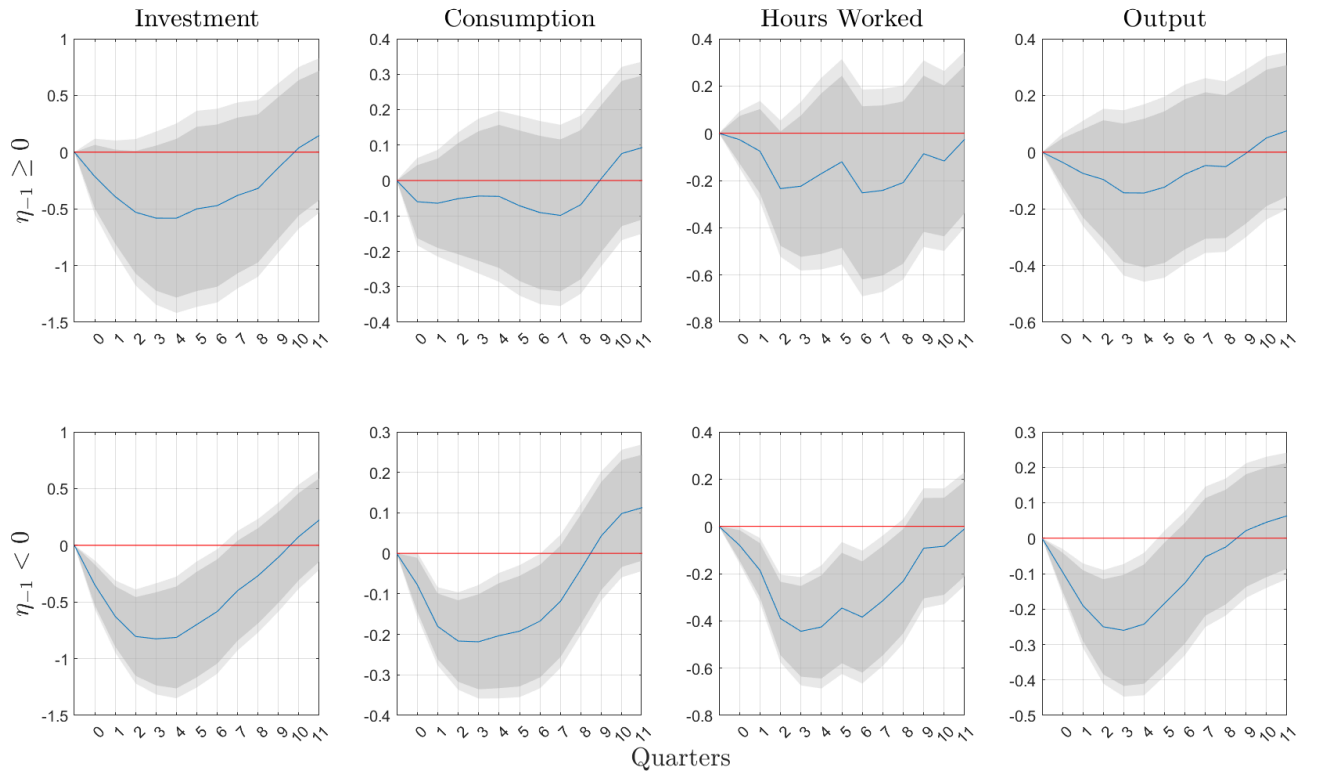 Investment Consumption Hours Worked Output
η₋₁ ≥ 0
1 0.5 0 -0.5 -1 -1.5
0 1 2 3 4 5 6 7 8 9 10 11
0.4 0.3 0.2 0.1 0 -0.1 -0.2 -0.3 -0.4
0 1 2 3 4 5 6 7 8 9 10 11
0.4 0.2 0 -0.2 -0.4 -0.6 -0.8
0 1 2 3 4 5 6 7 8 9 10 11
0.4 0.2 0 -0.2 -0.4 -0.6
0 1 2 3 4 5 6 7 8 9 10 11
η₋₁ < 0
1 0.5 0 -0.5 -1 -1.5
0 1 2 3 4 5 6 7 8 9 10 11
0.3 0.2 0.1 0 -0.1 -0.2 -0.3 -0.4
0 1 2 3 4 5 6 7 8 9 10 11
0.4 0.2 0 -0.2 -0.4 -0.6 -0.8
0 1 2 3 4 5 6 7 8 9 10 11
0.3 0.2 0.1 0 -0.1 -0.2 -0.3 -0.4 -0.5
0 1 2 3 4 5 6 7 8 9 10 11
Quarters